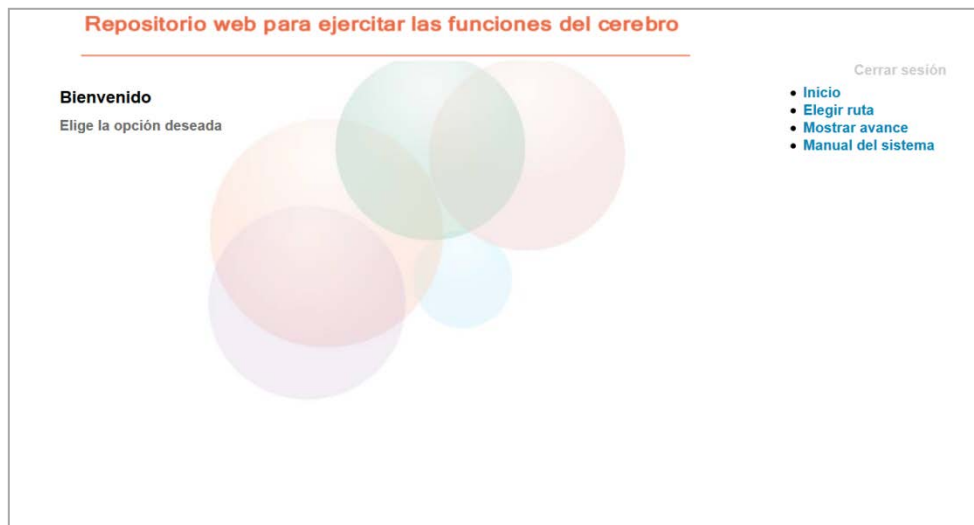 Repositorio web para ejercitar las funciones del cerebro
Cerrar sesión
Bienvenido
Elige la opción deseada
Inicio
Elegir ruta
Mostrar avance
Manual del sistema